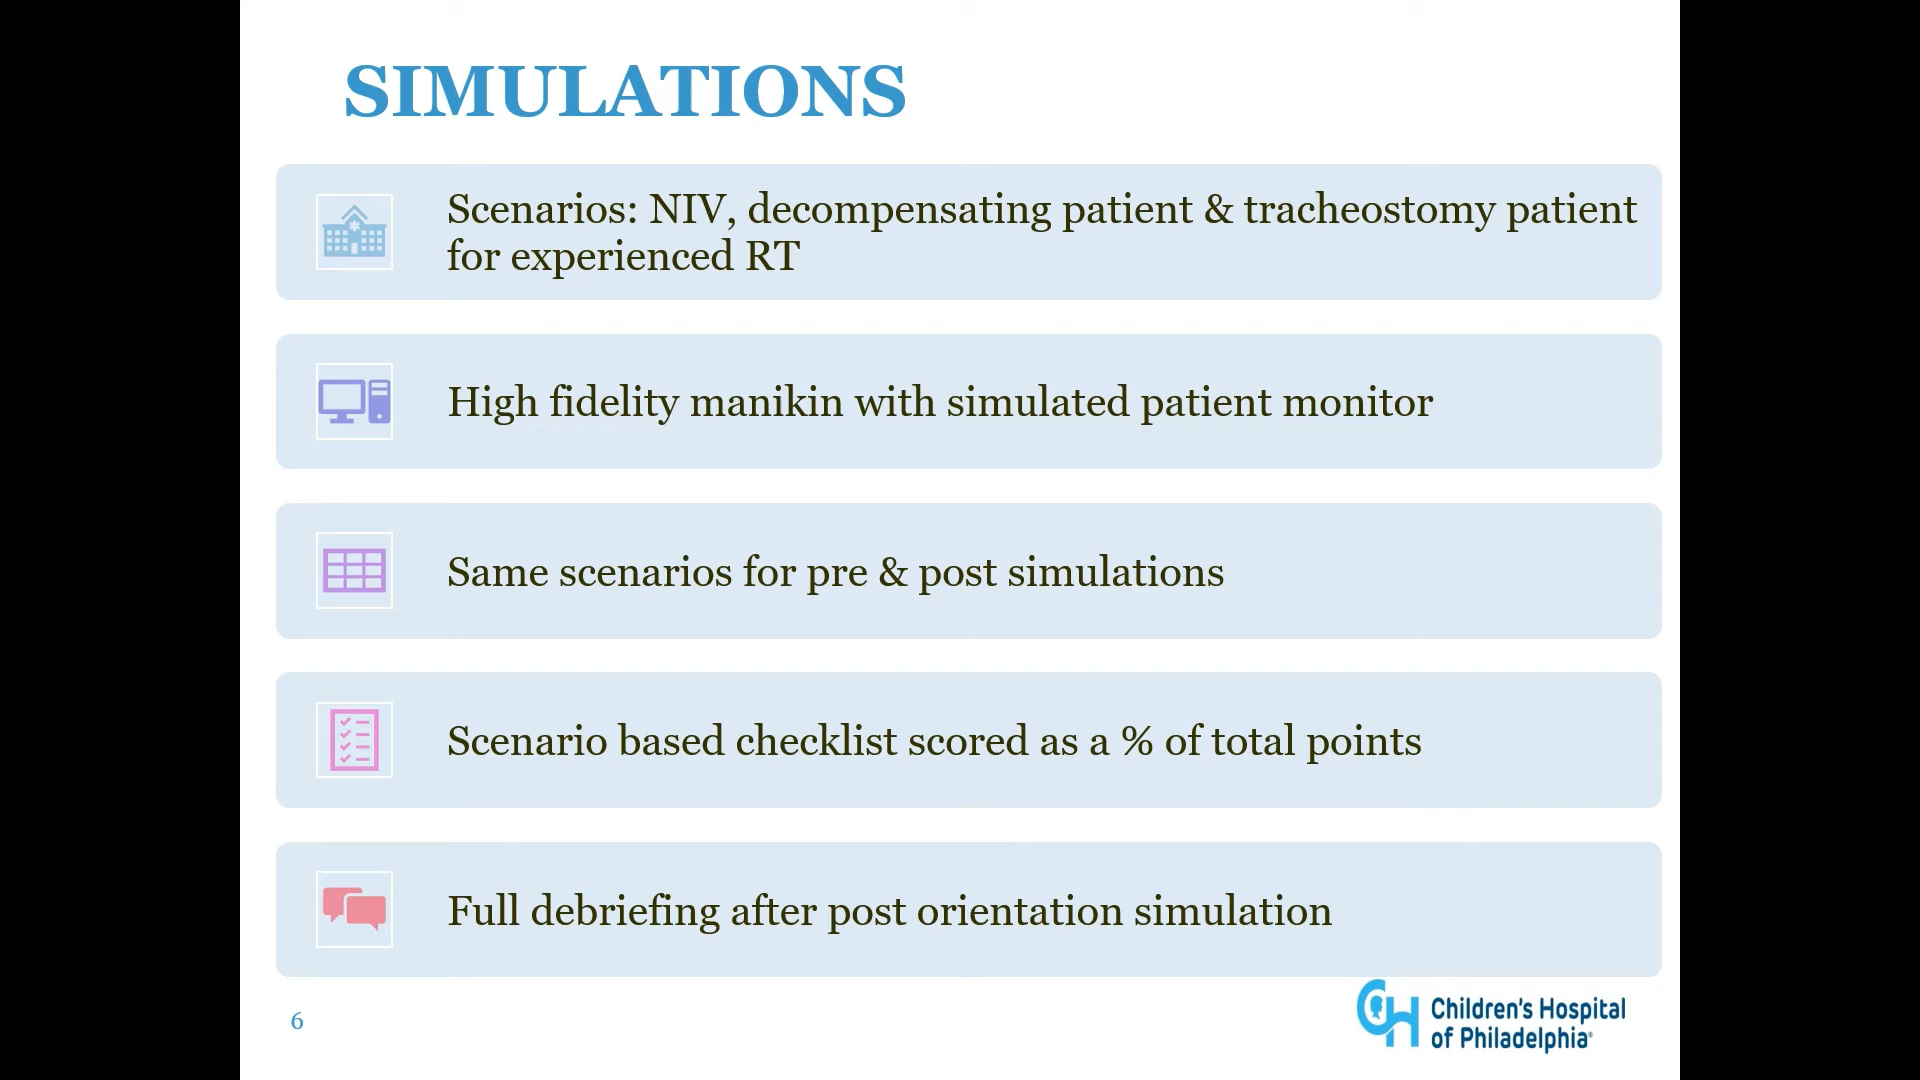 SIMULATIONS
Scenarios: NIV, decompensating patient & tracheostomy patient
for experienced RT
High fidelity manikin with simulated patient monitor
Same scenarios for pre & post simulations
Scenario based checklist scored as a % of total points
Full debriefing after post orientation simulation
6
CH Children's Hospital
of Philadelphia®